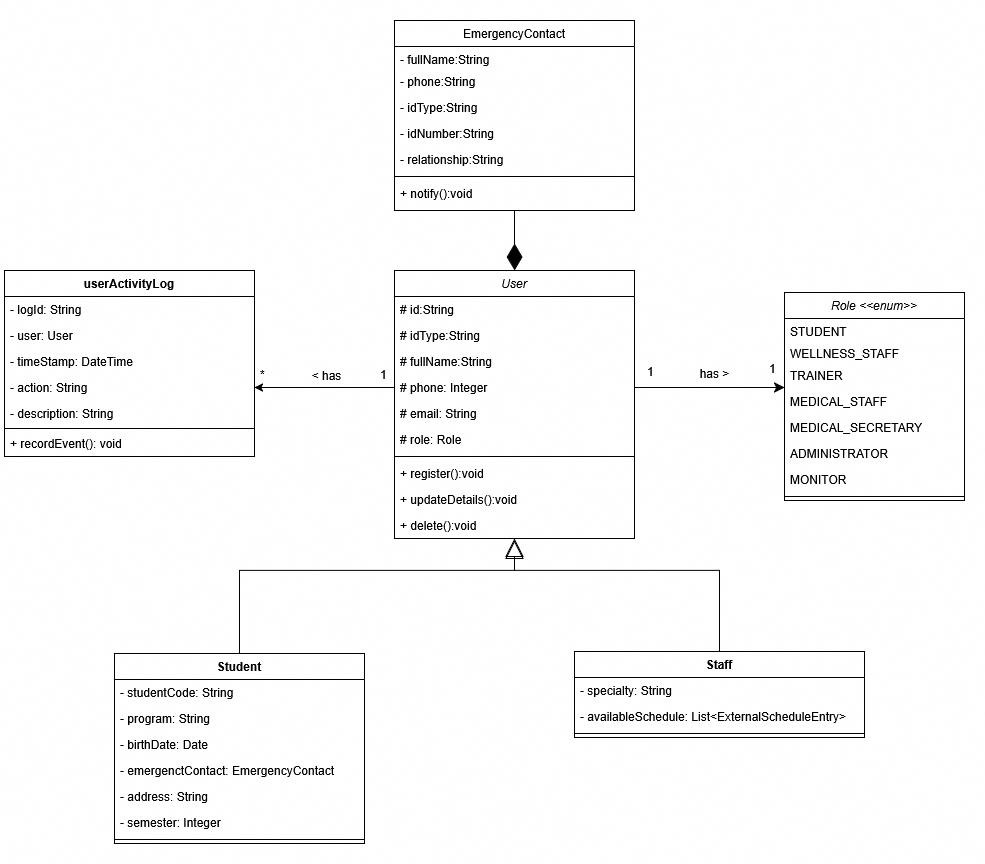 EmergencyContact
- fullName:String
- phone:String
- idType:String
- idNumber:String
- relationship:String
+ notify():void
userActivityLog
- logId: String
- user: User
- timeStamp: DateTime
- action: String
- description: String
+ recordEvent(): void
* < has 1
User
# id:String
# idType:String
# fullName:String
# phone: Integer
# email: String
# role: Role
+ register():void
+ updateDetails():void
+ delete():void
1 has > 1
Role <<enum>>
STUDENT
WELLNESS_STAFF
TRAINER
MEDICAL_STAFF
MEDICAL_SECRETARY
ADMINISTRATOR
MONITOR
Student
- studentCode: String
- program: String
- birthDate: Date
- emergenctContact: EmergencyContact
- address: String
- semester: Integer
Staff
- specialty: String
- availableSchedule: List<ExternalScheduleEntry>